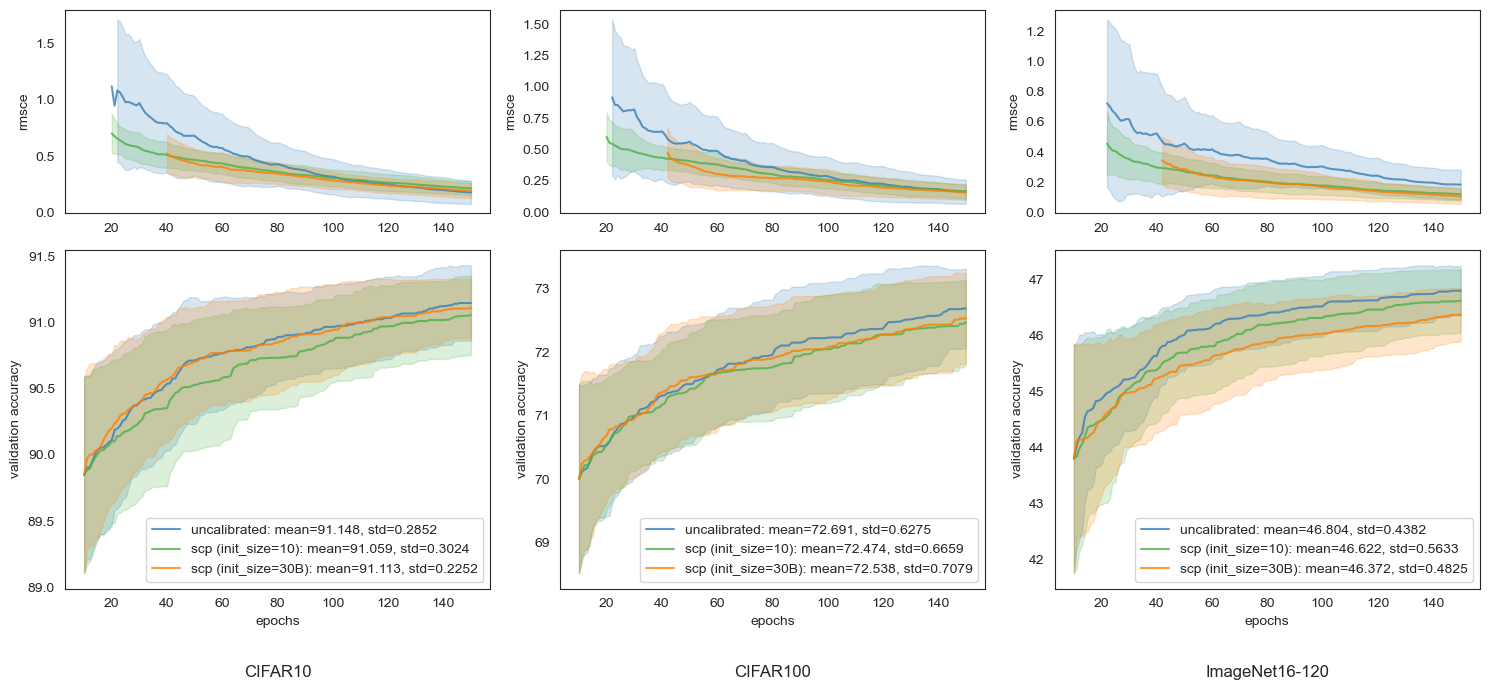 rmsce
1.5
1.0
0.5
0.0
20 40 60 80 100 120 140
rmsce
1.50
1.25
1.00
0.75
0.50
0.25
0.00
20 40 60 80 100 120 140
rmsce
1.2
1.0
0.8
0.6
0.4
0.2
0.0
20 40 60 80 100 120 140
validation accuracy
91.5
91.0
90.5
90.0
89.5
89.0
uncalibrated: mean=91.148, std=0.2852
scp (init_size=10): mean=91.059, std=0.3024
scp (init_size=30B): mean=91.113, std=0.2252
20 40 60 80 100 120 140
epochs
validation accuracy
73
72
71
70
69
uncalibrated: mean=72.691, std=0.6275
scp (init_size=10): mean=72.474, std=0.6659
scp (init_size=30B): mean=72.538, std=0.7079
20 40 60 80 100 120 140
epochs
validation accuracy
47
46
45
44
43
42
uncalibrated: mean=46.804, std=0.4382
scp (init_size=10): mean=46.622, std=0.5633
scp (init_size=30B): mean=46.372, std=0.4825
20 40 60 80 100 120 140
epochs
CIFAR10
CIFAR100
ImageNet16-120